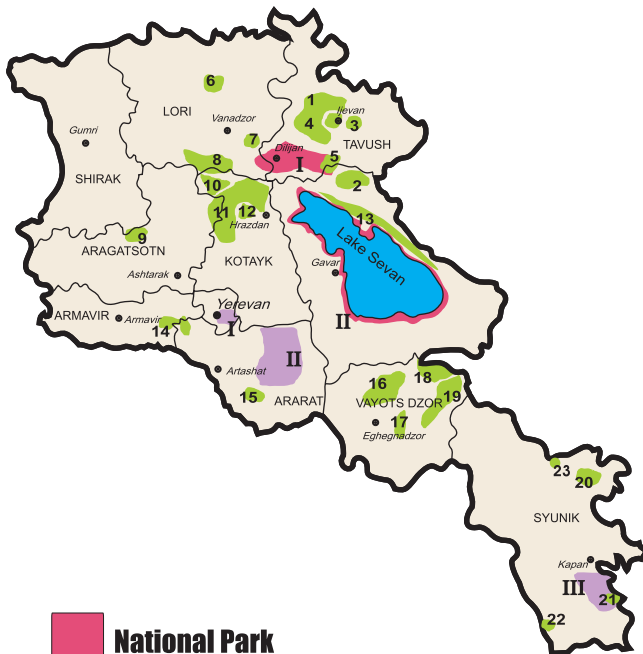 6
1
LORI
Ijevan
Vanadzor
4
3
Gumri
7
TAVUSH
Dilijan
8
I
5
SHIRAK
10
2
11
12
13
Hrazdan
9
Lake Sevan
ARAGATSOTN
KOTAYK
Gavar
Ashtarak
Yerevan
ARMAVIR
Armavir
I
II
14
II
Artashat
18
16
15
ARARAT
VAYOTS DZOR
19
17
Eghegnadzor
23
20
SYUNIK
Kapan
III
21
22
National Park